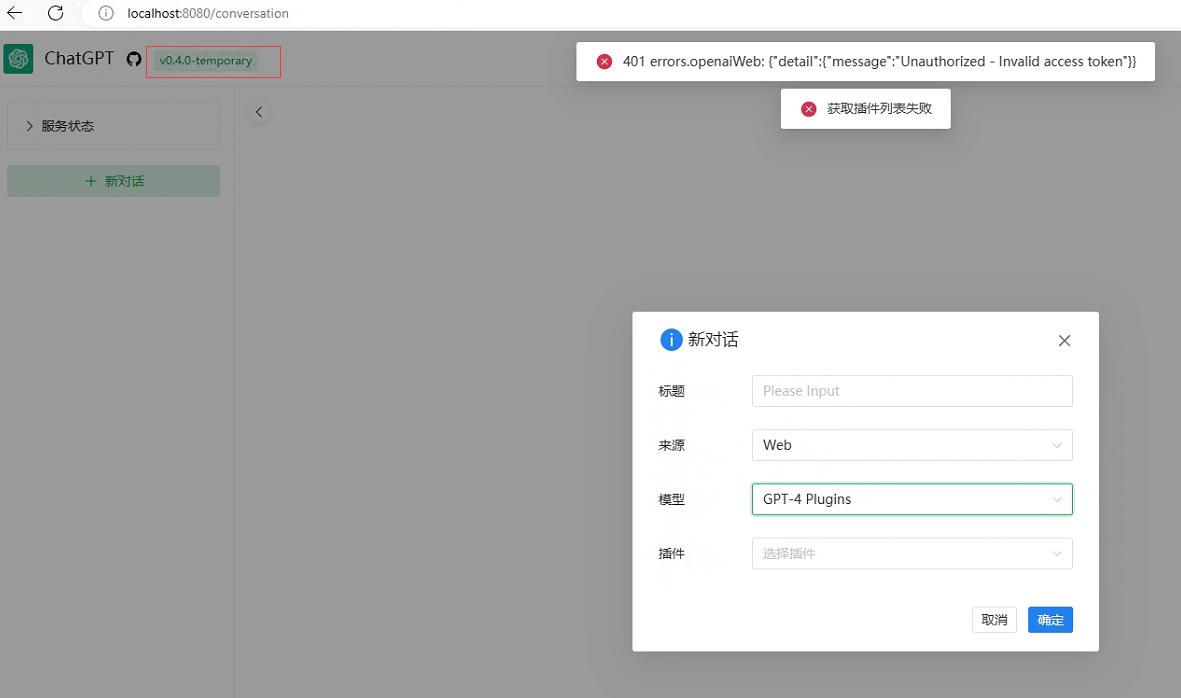 localhost:8080/conversation
ChatGPT
v0.4.0-temporary
401 errors.openaiWeb: {"detail":{"message":"Unauthorized - Invalid access token"}}
获取插件列表失败
服务状态
新对话
新对话
标题
Please Input
来源
Web
模型
GPT-4 Plugins
插件
选择插件
取消
确定